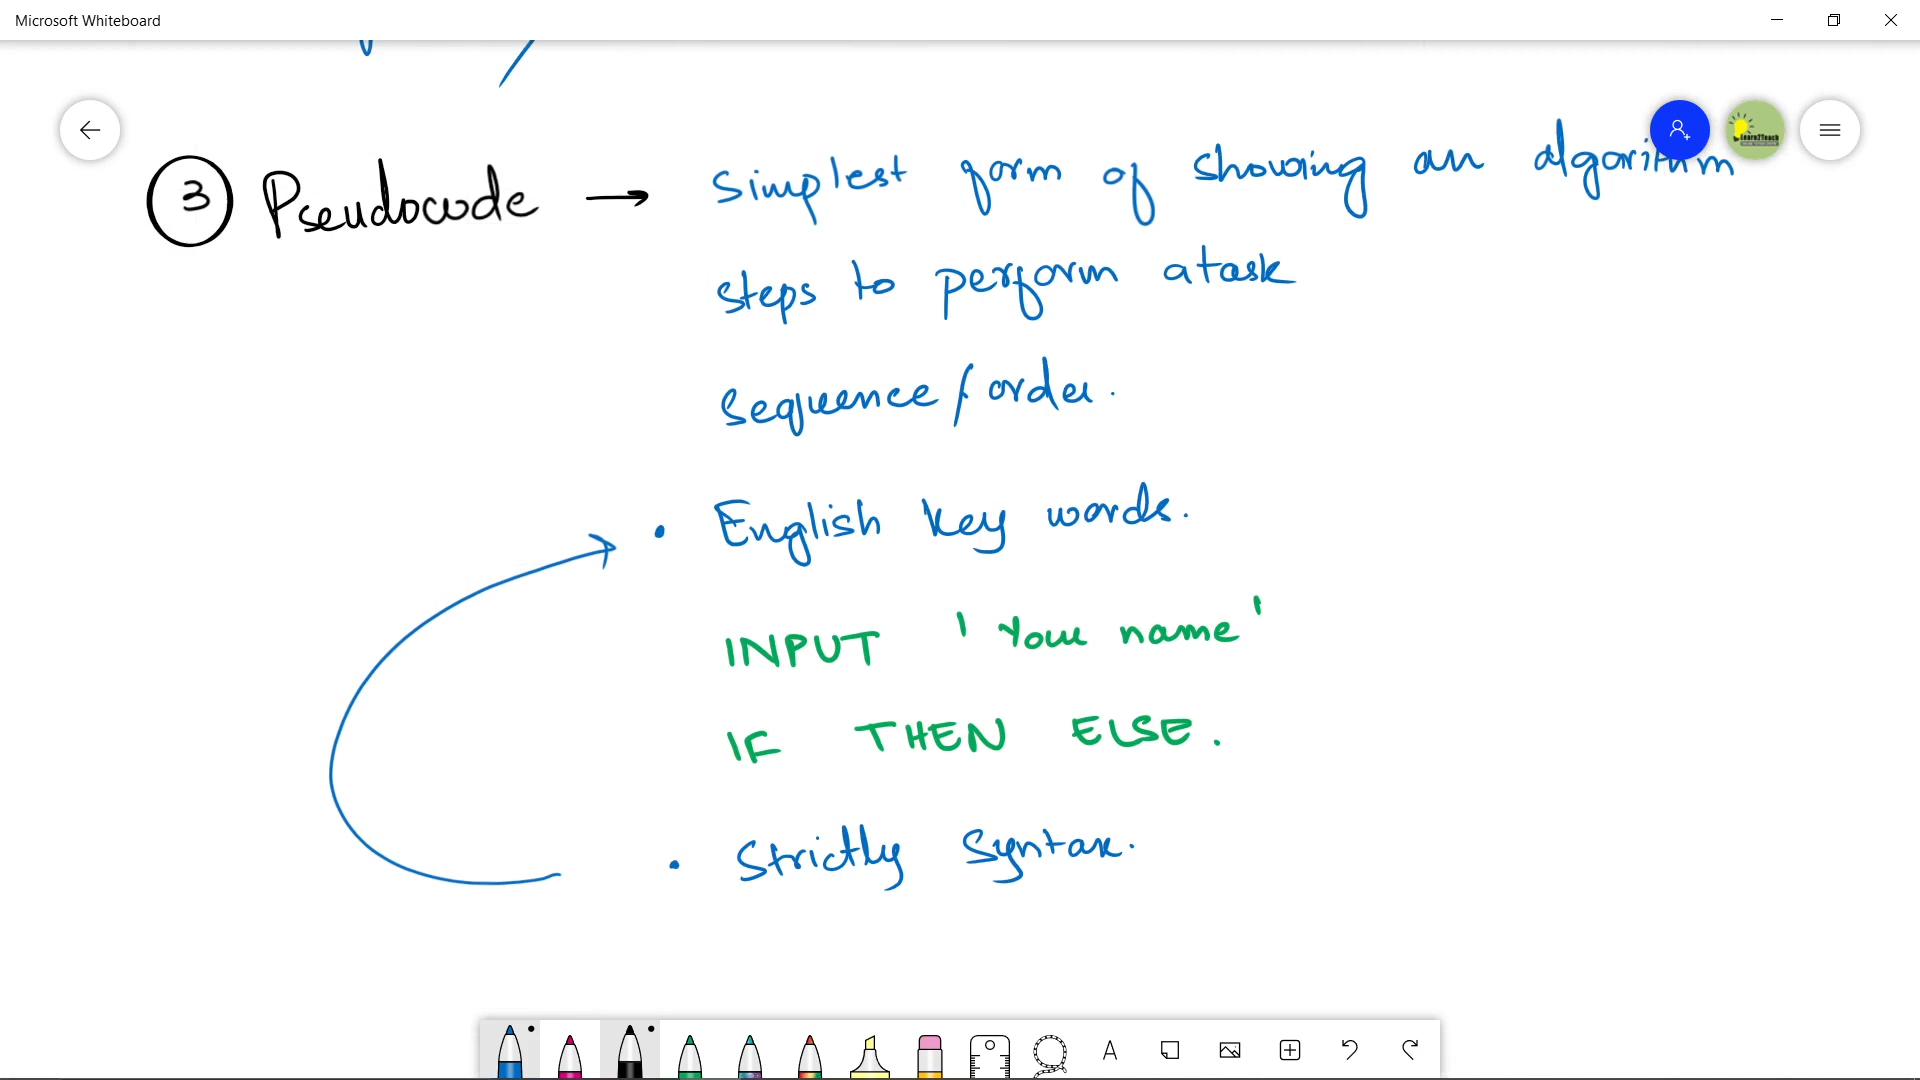 Microsoft Whiteboard
3 Pseudocode → Simplest form of showing an algorithm
Learn2Teach
steps to perform a task
sequence / order.
• English key words.
INPUT 'Your name'
IF THEN ELSE.
• Strictly Syntax.
A